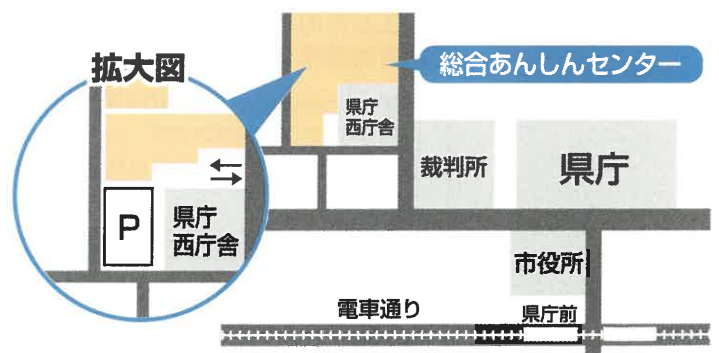 拡大図
総合あんしんセンター
県庁
西庁舎
裁判所
県庁
P
県庁
西庁舎
市役所
電車通り
県庁前